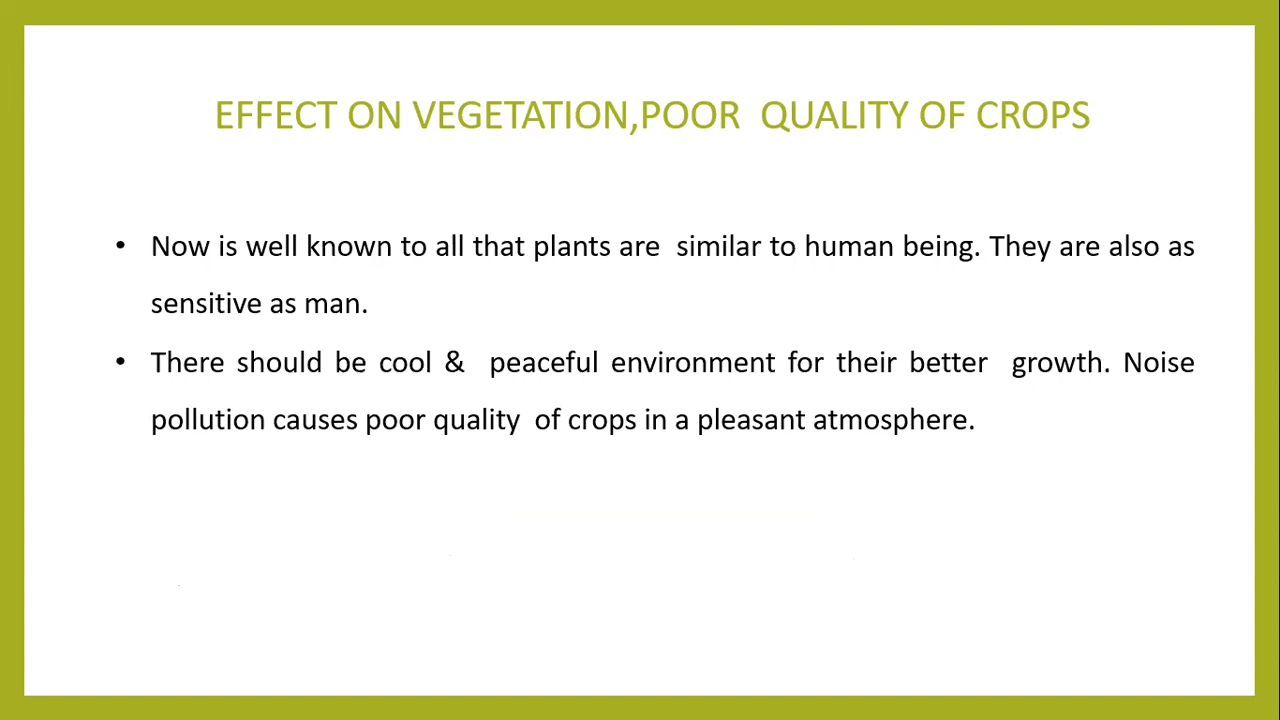 EFFECT ON VEGETATION,POOR QUALITY OF CROPS
• Now is well known to all that plants are similar to human being. They are also as
sensitive as man.
• There should be cool & peaceful environment for their better growth. Noise
pollution causes poor quality of crops in a pleasant atmosphere.